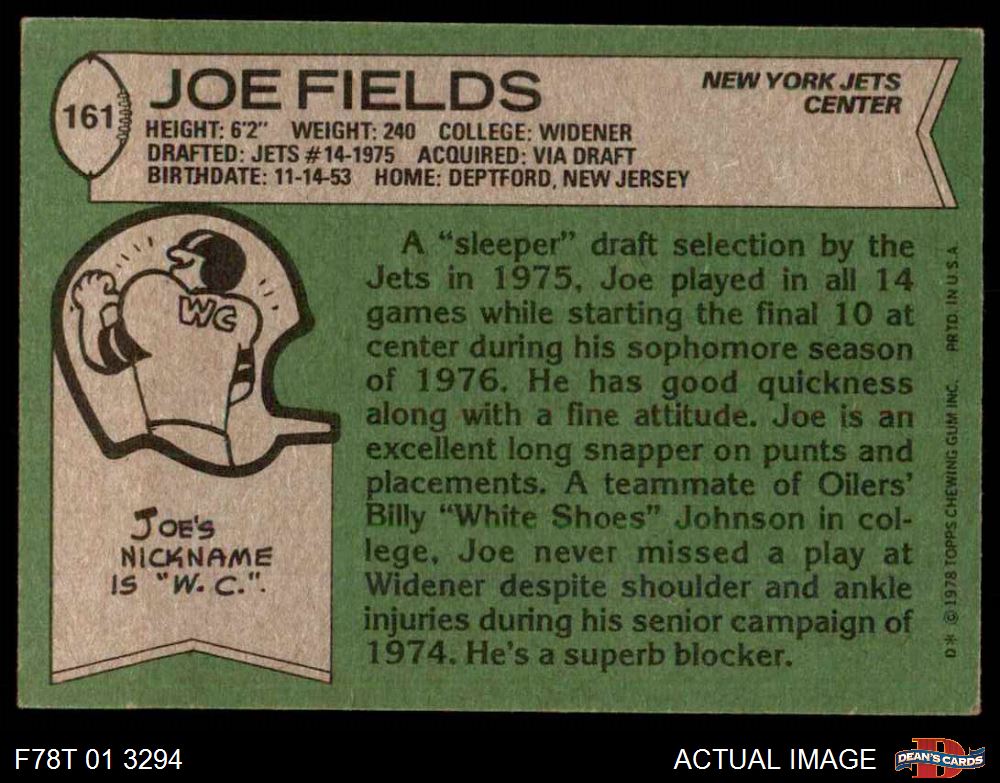 161
JOE FIELDS
NEW YORK JETS
CENTER
HEIGHT: 6'2" WEIGHT: 240 COLLEGE: WIDENER
DRAFTED: JETS #14-1975 ACQUIRED: VIA DRAFT
BIRTHDATE: 11-14-53 HOME: DEPTFORD, NEW JERSEY
WC
JOE'S
NICKNAME
IS "W. C.".
A "sleeper" draft selection by the
Jets in 1975, Joe played in all 14
games while starting the final 10 at
center during his sophomore season
of 1976. He has good quickness
along with a fine attitude. Joe is an
excellent long snapper on punts and
placements. A teammate of Oilers'
Billy "White Shoes" Johnson in col-
lege, Joe never missed a play at
Widener despite shoulder and ankle
injuries during his senior campaign of
1974. He's a superb blocker.
D* © 1978 TOPPS CHEWING GUM INC. PRTD. IN U.S.A.
F78T 01 3294
ACTUAL IMAGE
D
DEAN'S CARDS